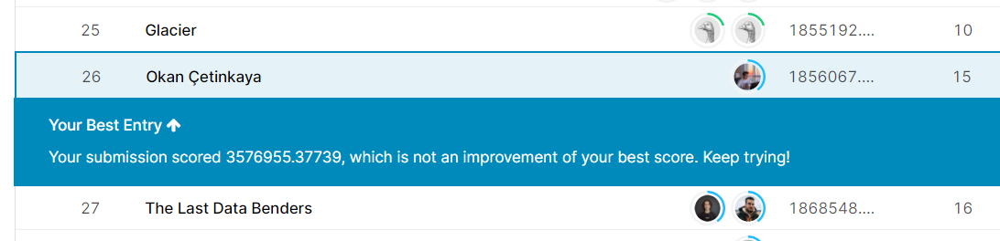 25 Glacier 1855192.... 10
26 Okan Çetinkaya 1856067.... 15
Your Best Entry ↑
Your submission scored 3576955.37739, which is not an improvement of your best score. Keep trying!
27 The Last Data Benders 1868548.... 16